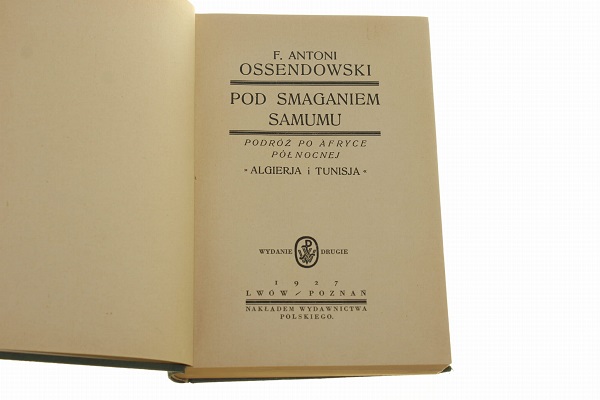 F. ANTONI
OSSENDOWSKI
POD SMAGANIEM
SAMUMU
PODRÓŻ PO AFRYCE
PÓŁNOCNEJ
* ALGIERJA i TUNISJA *
WYDANIE DRUGIE
1927
LWÓW / POZNAŃ
NAKŁADEM WYDAWNICTWA
POLSKIEGO.